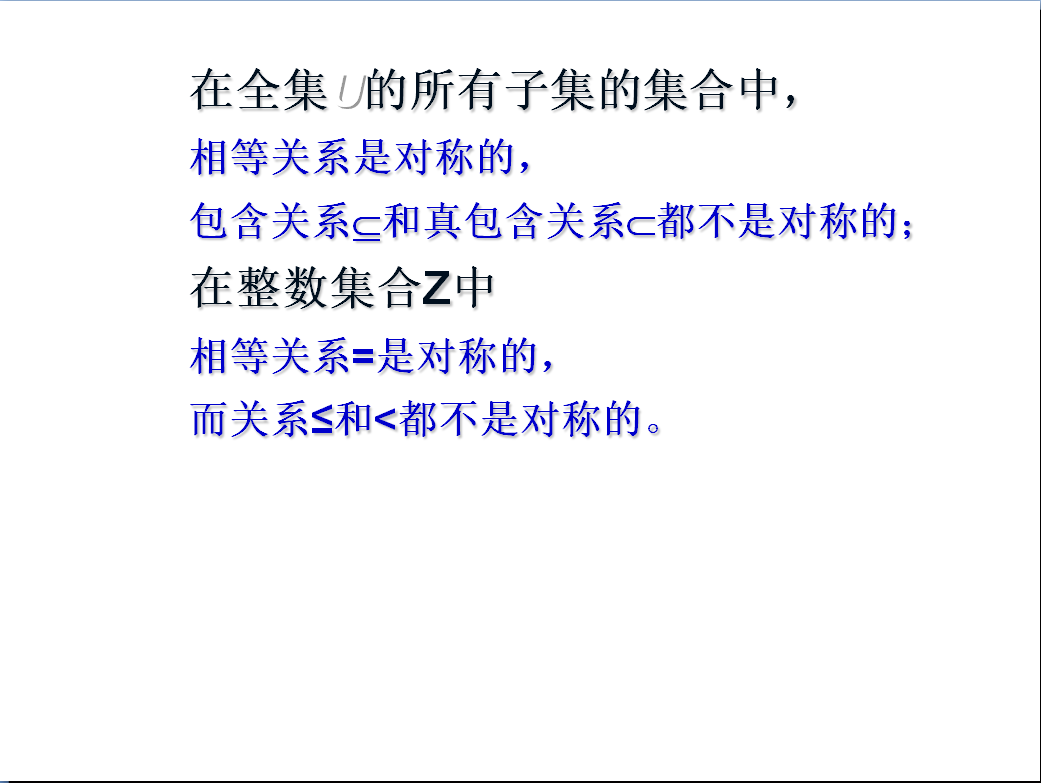 在全集U的所有子集的集合中，
相等关系是对称的，
包含关系⊆和真包含关系⊂都不是对称的；
在整数集合Z中
相等关系=是对称的，
而关系≤和<都不是对称的。